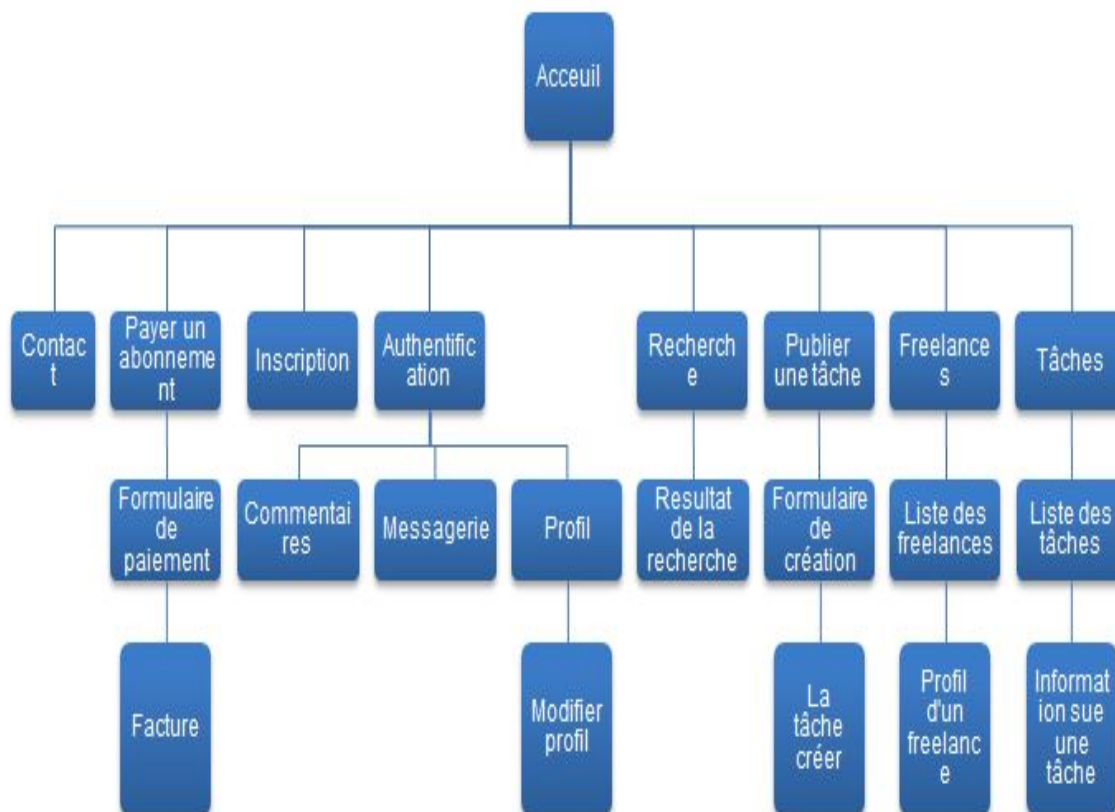 Acceuil
Contac
t
Payer un
abonneme
nt
Inscription
Authentific
ation
Recherch
e
Publier
une tâche
Freelance
s
Tâches
Formulaire
de
paiement
Commentai
res
Messagerie
Profil
Resultat
de la
recherche
Formulaire
de
création
Liste des
freelances
Liste des
tâches
Facture
Modifier
profil
La
tâche
créer
Profil
d'un
freelanc
e
Informat
ion sue
une
tâche